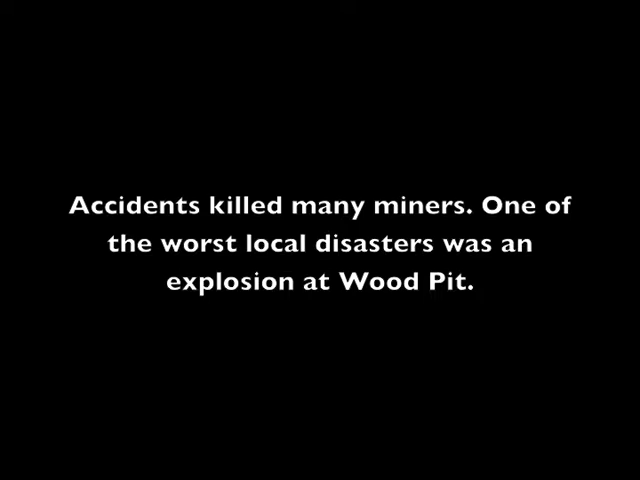 Accidents killed many miners. One of
the worst local disasters was an
explosion at Wood Pit.